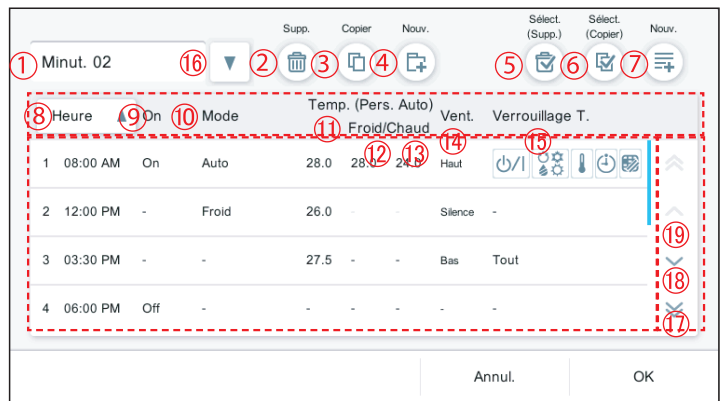 Supp. Copier Nouv. Sélect. (Supp.) Sélect. (Copier) Nouv.
① Minut. 02 ⑯ ▼ ② ③ ④ ⑤ ⑥ ⑦
⑧ Heure ▲ ⑨ On ⑩ Mode Temp. (Pers. Auto) ⑪ Froid/Chaud Vent. Verrouillage T.
⑫ ⑬ ⑭ ⑮
1 08:00 AM On Auto 28.0 28.0 24.0 Haut
2 12:00 PM - Froid 26.0 - - Silence -
⑲
3 03:30 PM - - 27.5 - - Bas Tout
⑱
4 06:00 PM Off - - - - - -
⑰
Annul. OK